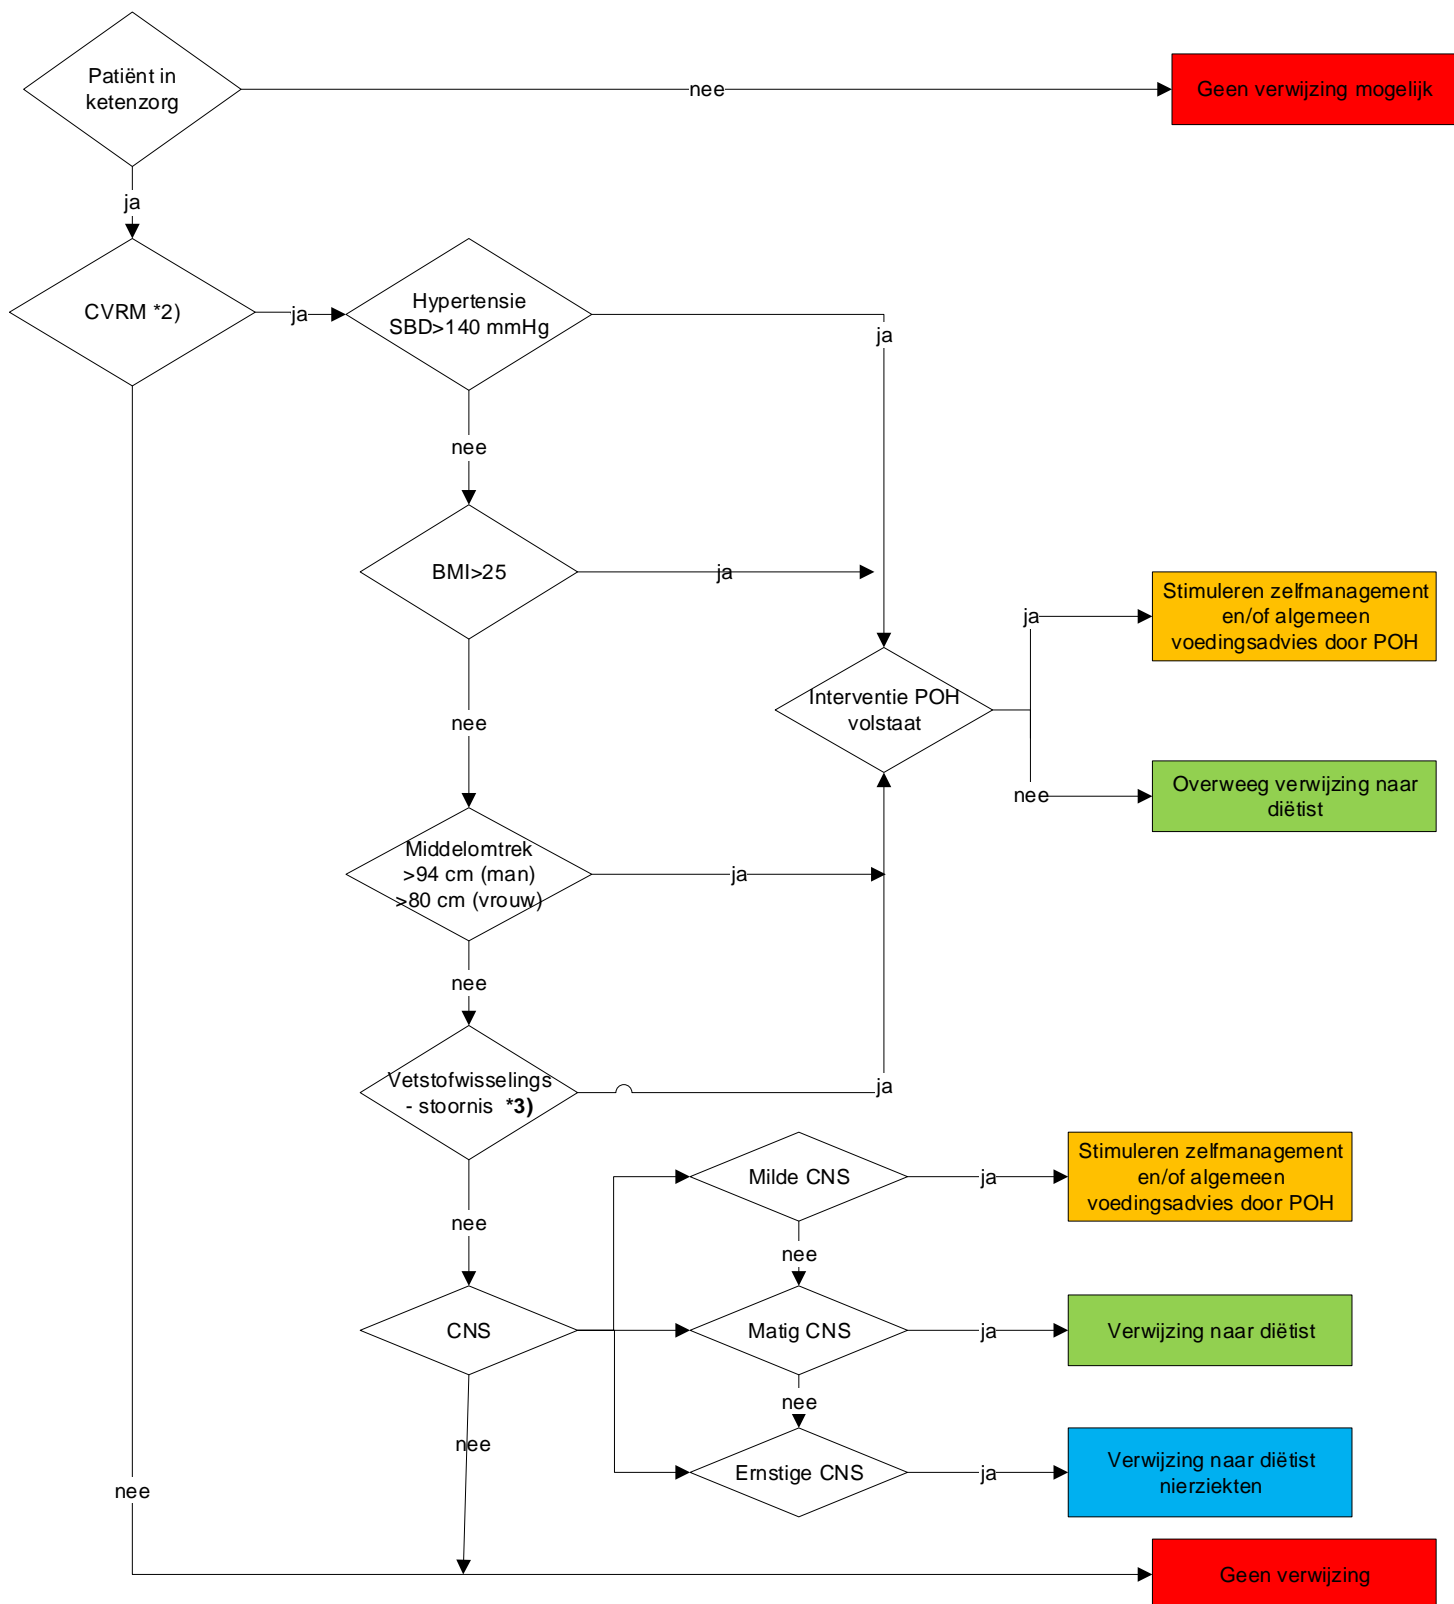 Patiënt in
ketenzorg
nee
Geen verwijzing mogelijk
ja
CVRM *2)
ja
Hypertensie
SBD>140 mmHg
ja
nee
BMI>25
ja
Stimuleren zelfmanagement
en/of algemeen
voedingsadvies door POH
ja
Interventie POH
volstaat
nee
nee
Overweeg verwijzing naar
diëtist
Middelomtrek
>94 cm (man)
>80 cm (vrouw)
ja
nee
Vetstofwisselings
- stoornis *3)
ja
nee
Milde CNS
ja
Stimuleren zelfmanagement
en/of algemeen
voedingsadvies door POH
nee
CNS
Matig CNS
ja
Verwijzing naar diëtist
nee
nee
Ernstige CNS
ja
Verwijzing naar diëtist
nierziekten
nee
Geen verwijzing